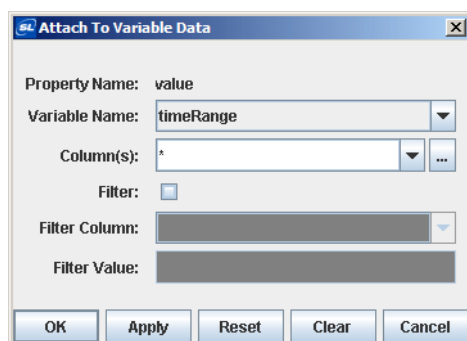 SL Attach To Variable Data
Property Name: value
Variable Name: timeRange
Column(s): * ...
Filter:
Filter Column:
Filter Value:
OK Apply Reset Clear Cancel